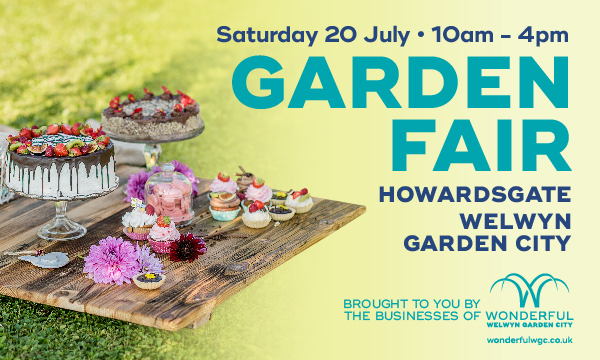 Saturday 20 July • 10am – 4pm
GARDEN
FAIR
HOWARDSGATE
WELWYN
GARDEN CITY
BROUGHT TO YOU BY
THE BUSINESSES OF
WONDERFUL
WELWYN GARDEN CITY
wonderfulwgc.co.uk